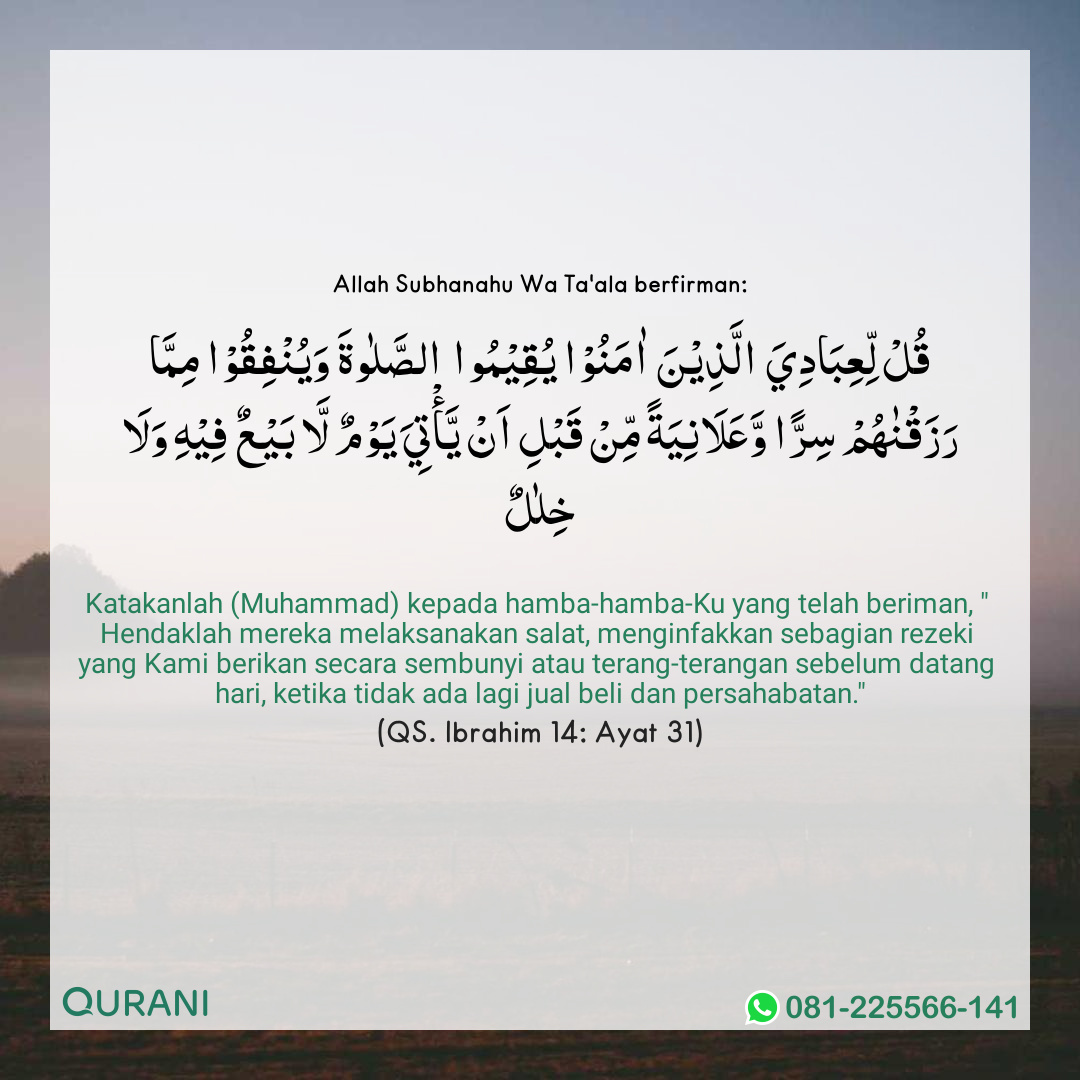 Allah Subhanahu Wa Ta'ala berfirman:
قُلْ لِّعِبَادِيَ الَّذِيْنَ اٰمَنُوْا يُقِيْمُوا الصَّلٰوةَ وَيُنْفِقُوْا مِمَّا
رَزَقْنٰهُمْ سِرًّا وَّعَلَانِيَةً مِّنْ قَبْلِ اَنْ يَّأْتِيَ يَوْمٌ لَّا بَيْعٌ فِيْهِ وَلَا
خِلٰلٌ
Katakanlah (Muhammad) kepada hamba-hamba-Ku yang telah beriman, "
Hendaklah mereka melaksanakan salat, menginfakkan sebagian rezeki
yang Kami berikan secara sembunyi atau terang-terangan sebelum datang
hari, ketika tidak ada lagi jual beli dan persahabatan."
(QS. Ibrahim 14: Ayat 31)
QURANI
081-225566-141